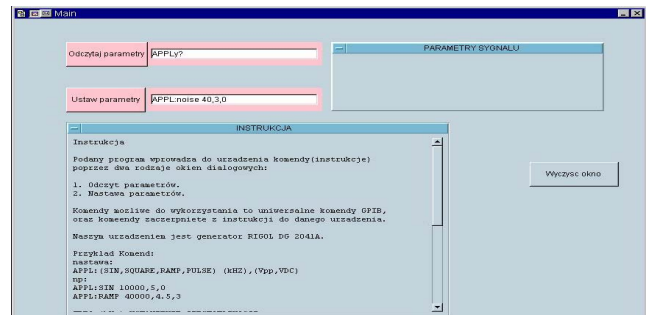 Main
Odczytaj parametry
APPLy?
PARAMETRY SYGNALU
Ustaw parametry
APPL:noise 40,3,0
INSTRUKCJA
Wyczysc okno
Instrukcja
Podany program wprowadza do urzadzenia komendy(instrukcje)
poprzez dwa rodzaje okien dialogowych:
1. Odczyt parametrów.
2. Nastawa parametrów.
Komendy mozliwe do wykorzystania to uniwersalne komendy GPIB,
oraz komeendy zaczerpniete z instrukcji do danego urzadzenia.
Naszym urzadzeniem jest generator RIGOL DG 2041A.
Przyklad Komend:
nastawa:
APPL:(SIN,SQUARE,RAMP,PULSE) (kHZ),(Vpp,VDC)
np:
APPL:SIN 10000,5,0
APPL:RAMP 40000,4.5,3